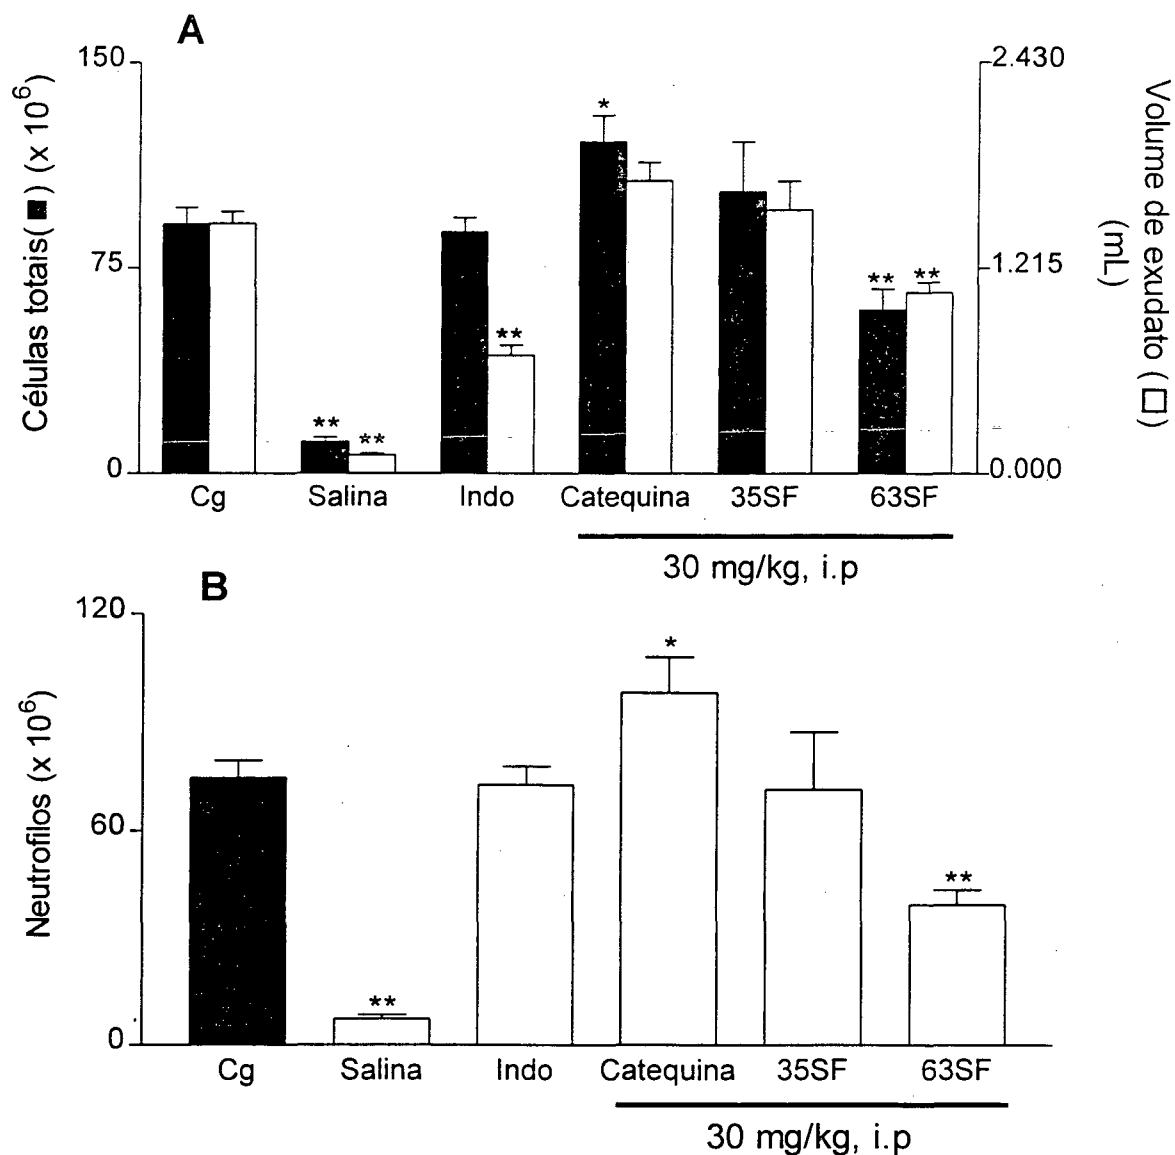 A
150
75
0
Células totais(■) (x 10⁶)
2.430
1.215
0.000
Volume de exudato (□)
(mL)
*
**
**
**
**
**
Cg Salina Indo Catequina 35SF 63SF
30 mg/kg, i.p
B
120
60
0
Neutrofilos (x 10⁶)
*
**
**
Cg Salina Indo Catequina 35SF 63SF
30 mg/kg, i.p